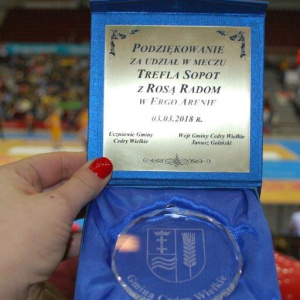 PODZIĘKOWANIE
ZA UDZIAŁ W MECZU
TREFLA SOPOT
Z ROSĄ RADOM
W ERGO ARENIE
03.03.2018 r.
Uczniowie Gminy Wójt Gminy Cedry Wielkie
Cedry Wielkie Janusz Goliński
Gmina Cedry Wielkie